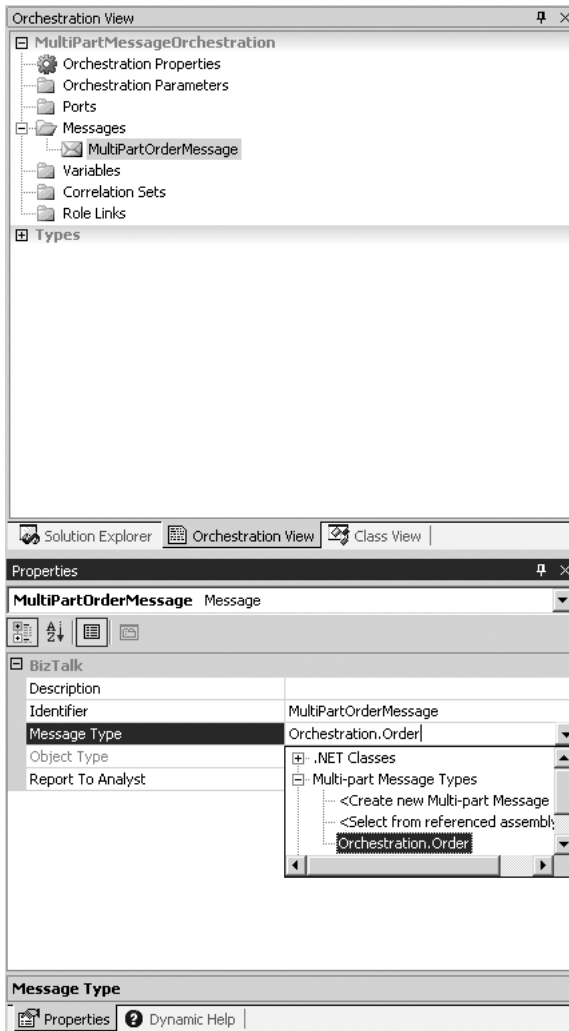 Orchestration View
MultiPartMessageOrchestration
Orchestration Properties
Orchestration Parameters
Ports
Messages
MultiPartOrderMessage
Variables
Correlation Sets
Role Links
Types
Solution Explorer Orchestration View Class View
Properties
MultiPartOrderMessage Message
BizTalk
Description
Identifier MultiPartOrderMessage
Message Type Orchestration.Order
Object Type
.NET Classes
Report To Analyst
Multi-part Message Types
<Create new Multi-part Message
<Select from referenced assembly
Orchestration.Order
Message Type
Properties Dynamic Help